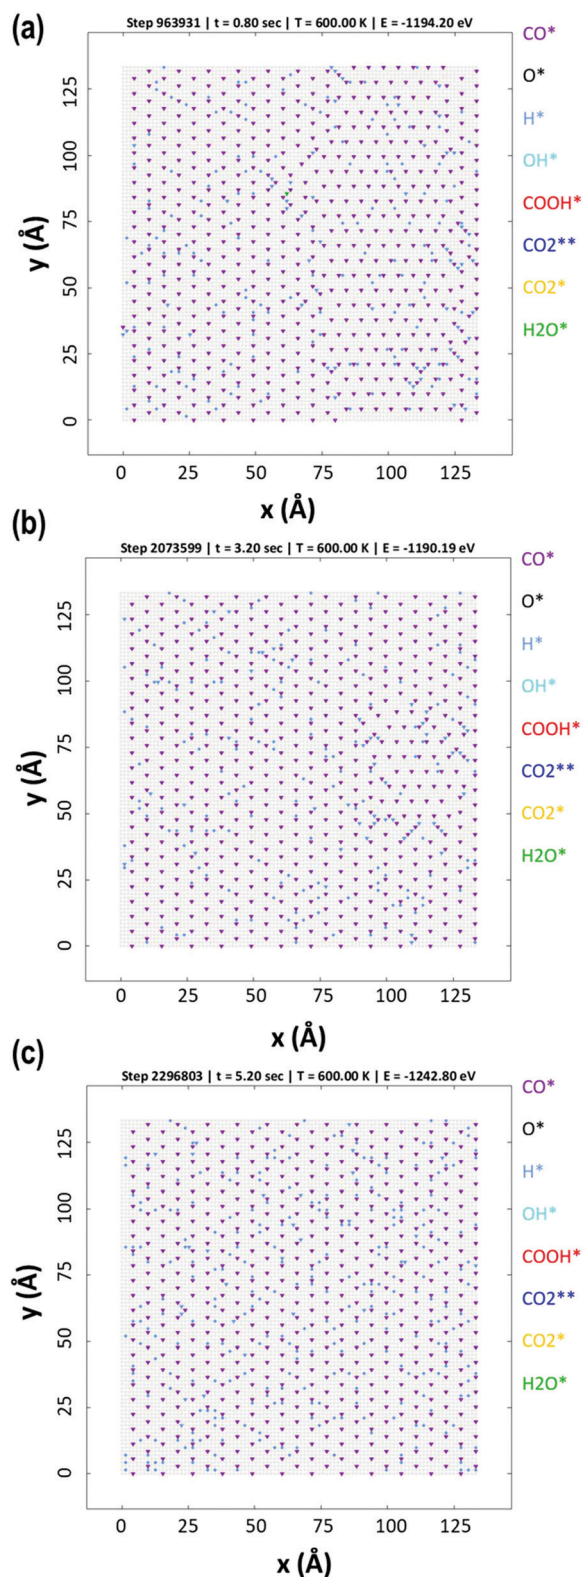 (a)
Step 963931 | t = 0.80 sec | T = 600.00 K | E = -1194.20 eV
CO*
O*
H*
OH*
COOH*
CO2**
CO2*
H2O*
y (Å)
125
100
75
50
25
0
0 25 50 75 100 125
x (Å)
(b)
Step 2073599 | t = 3.20 sec | T = 600.00 K | E = -1190.19 eV
CO*
O*
H*
OH*
COOH*
CO2**
CO2*
H2O*
y (Å)
125
100
75
50
25
0
0 25 50 75 100 125
x (Å)
(c)
Step 2296803 | t = 5.20 sec | T = 600.00 K | E = -1242.80 eV
CO*
O*
H*
OH*
COOH*
CO2**
CO2*
H2O*
y (Å)
125
100
75
50
25
0
0 25 50 75 100 125
x (Å)